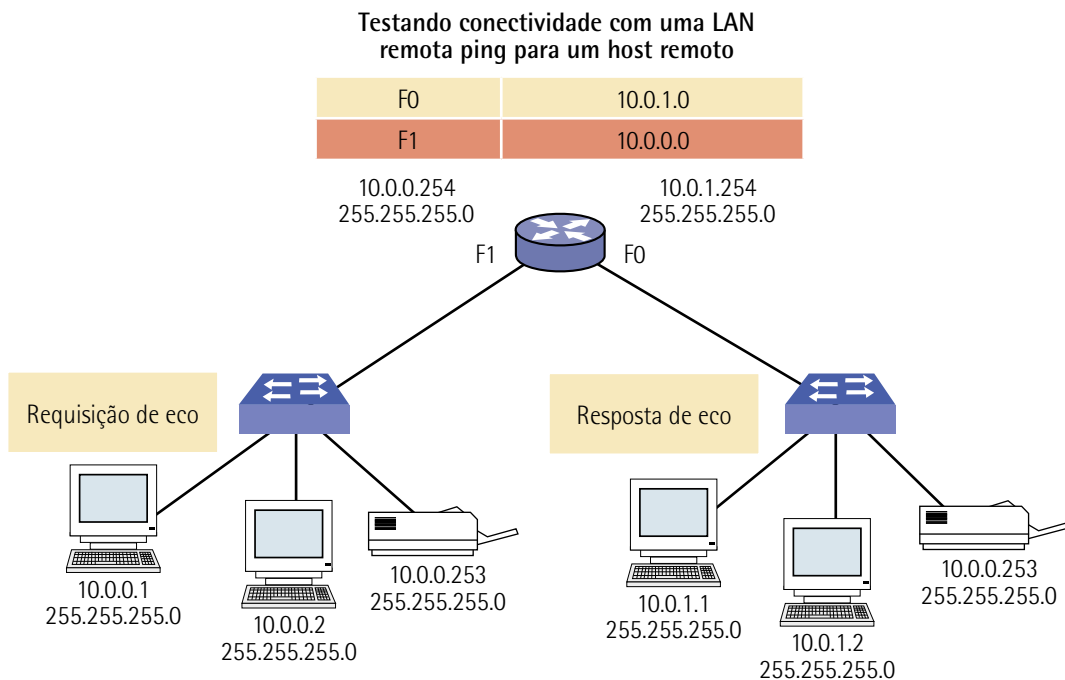 Testando conectividade com uma LAN
remota ping para um host remoto
F0 10.0.1.0
F1 10.0.0.0
10.0.0.254
255.255.255.0
10.0.1.254
255.255.255.0
F1
F0
Requisição de eco
Resposta de eco
10.0.0.1
255.255.255.0
10.0.0.2
255.255.255.0
10.0.0.253
255.255.255.0
10.0.1.1
255.255.255.0
10.0.1.2
255.255.255.0
10.0.0.253
255.255.255.0